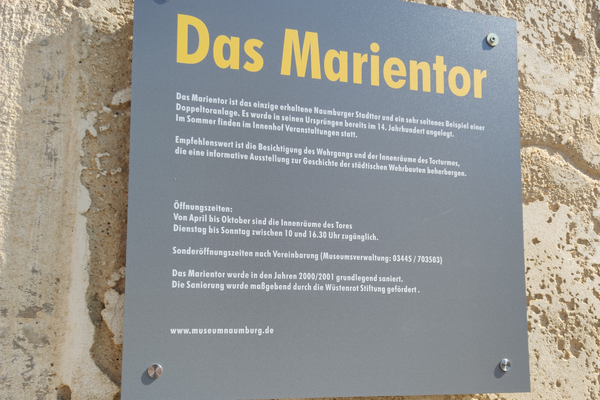 Das Marientor
Das Marientor ist das einzige erhaltene Naumburger Stadttor und ein sehr seltenes Beispiel einer
Doppeltoranlage. Es wurde in seinen Ursprüngen bereits im 14. Jahrhundert angelegt.
Im Sommer finden im Innenhof Veranstaltungen statt.
Empfehlenswert ist die Besichtigung des Wehrgangs und der Innenräume des Torturmes,
die eine informative Ausstellung zur Geschichte der städtischen Wehrbauten beherbergen.
Öffnungszeiten:
Von April bis Oktober sind die Innenräume des Tores
Dienstag bis Sonntag zwischen 10 und 16.30 Uhr zugänglich.
Sonderöffnungszeiten nach Vereinbarung (Museumsverwaltung: 03445 / 703503)
Das Marientor wurde in den Jahren 2000/2001 grundlegend saniert.
Die Sanierung wurde maßgebend durch die Wüstenrot Stiftung gefördert .
www.museumnaumburg.de